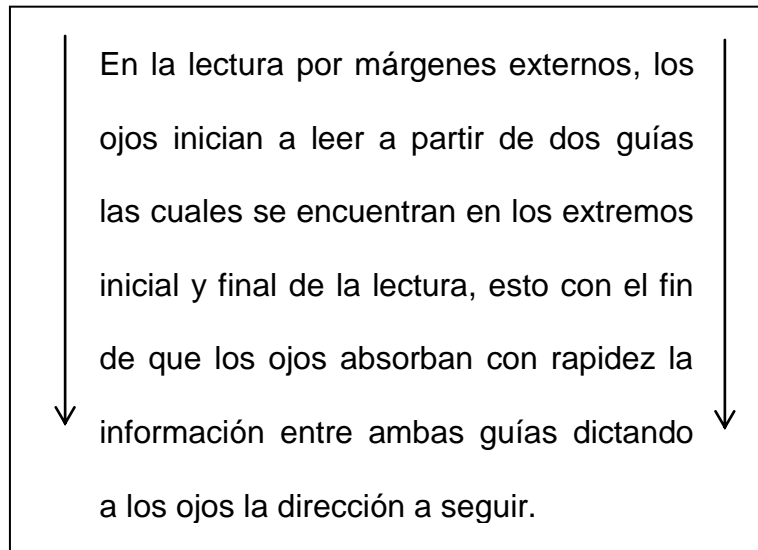 En la lectura por márgenes externos, los
ojos inician a leer a partir de dos guías
las cuales se encuentran en los extremos
inicial y final de la lectura, esto con el fin
de que los ojos absorban con rapidez la
información entre ambas guías dictando
a los ojos la dirección a seguir.